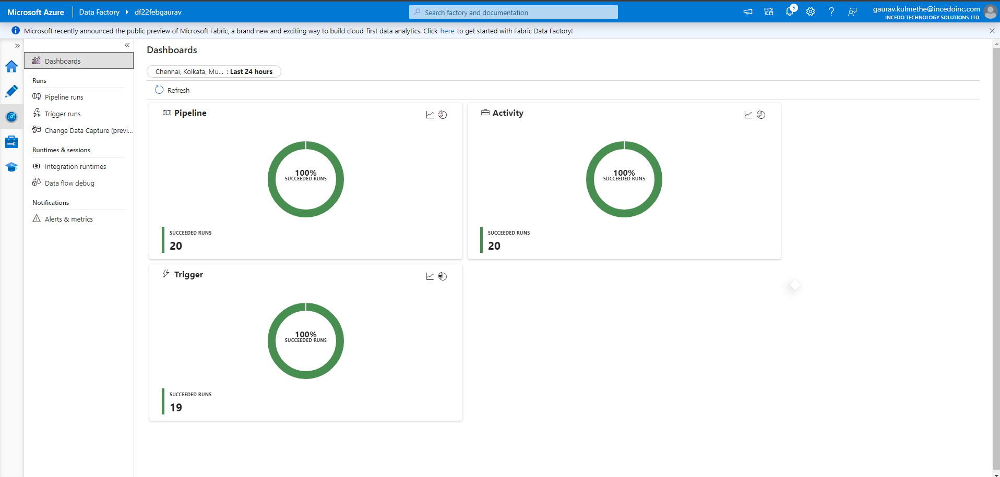 Microsoft Azure
Data Factory
df22febgaurav
Search factory and documentation
5
gaurav.kulmethe@incedoinc.com
INCEDO TECHNOLOGY SOLUTIONS LTD.
Microsoft recently announced the public preview of Microsoft Fabric, a brand new and exciting way to build cloud-first data analytics. Click here to get started with Fabric Data Factory!
Dashboards
Runs
Pipeline runs
Trigger runs
Change Data Capture (previ...
Runtimes & sessions
Integration runtimes
Data flow debug
Notifications
Alerts & metrics
Dashboards
Chennai, Kolkata, Mu... : Last 24 hours
Refresh
Pipeline
100%
SUCCEEDED RUNS
SUCCEEDED RUNS
20
Activity
100%
SUCCEEDED RUNS
SUCCEEDED RUNS
20
Trigger
100%
SUCCEEDED RUNS
SUCCEEDED RUNS
19